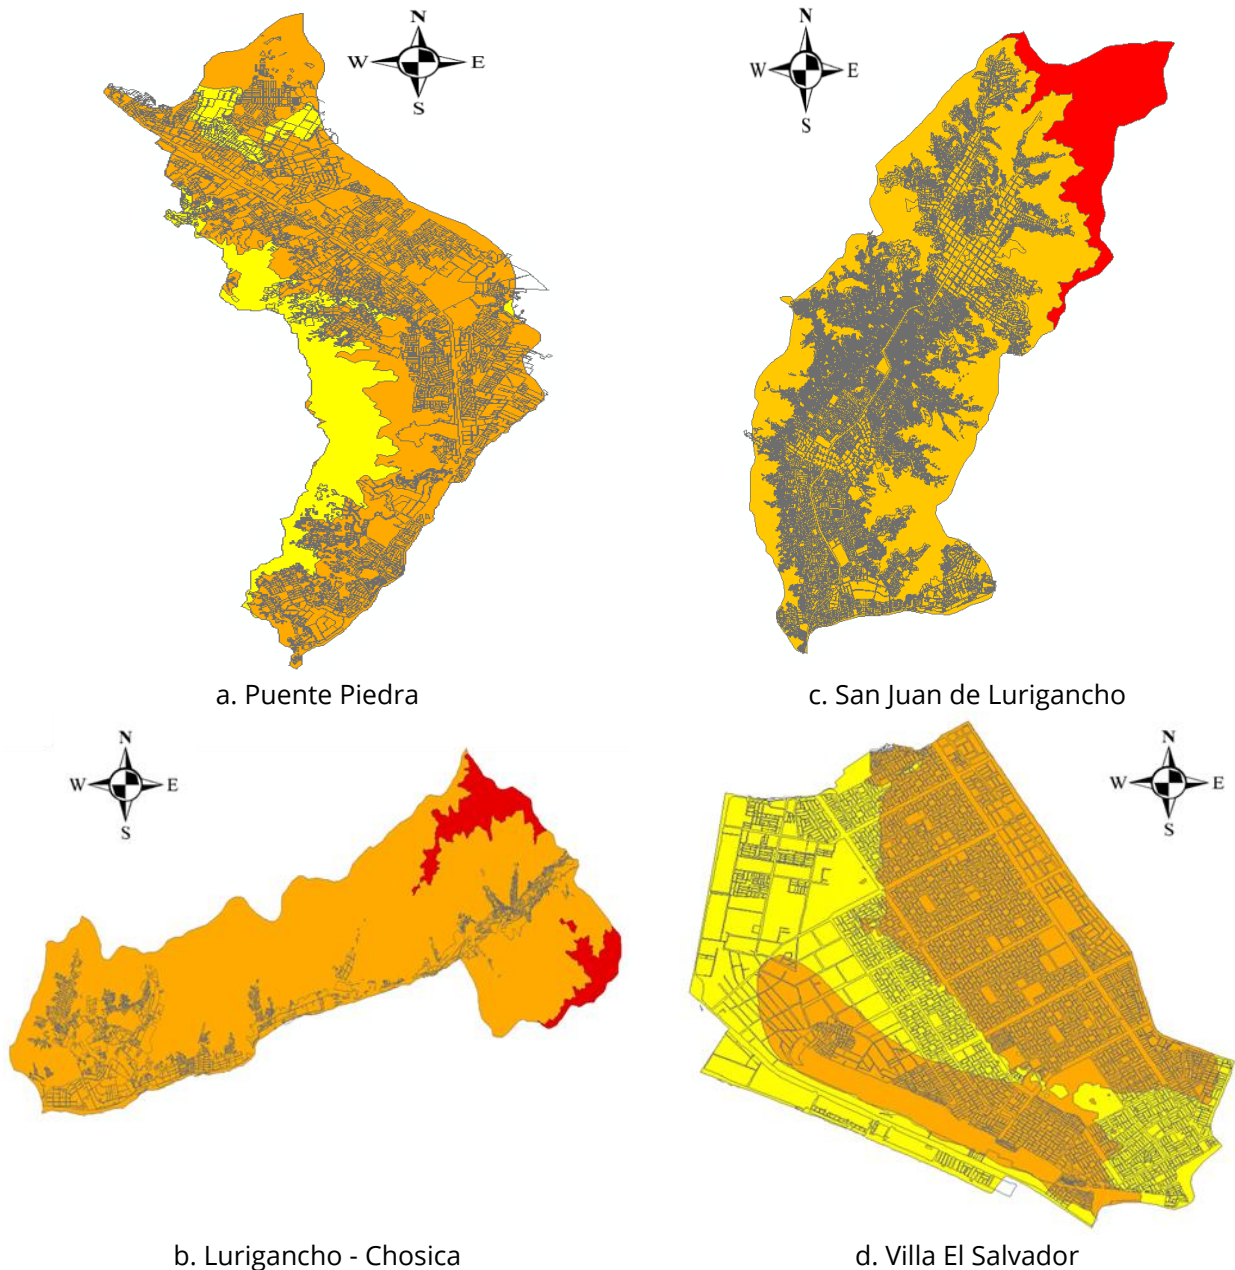 N
W E
S
a. Puente Piedra
N
W E
S
c. San Juan de Lurigancho
N
W E
S
b. Lurigancho - Chosica
N
W E
S
d. Villa El Salvador